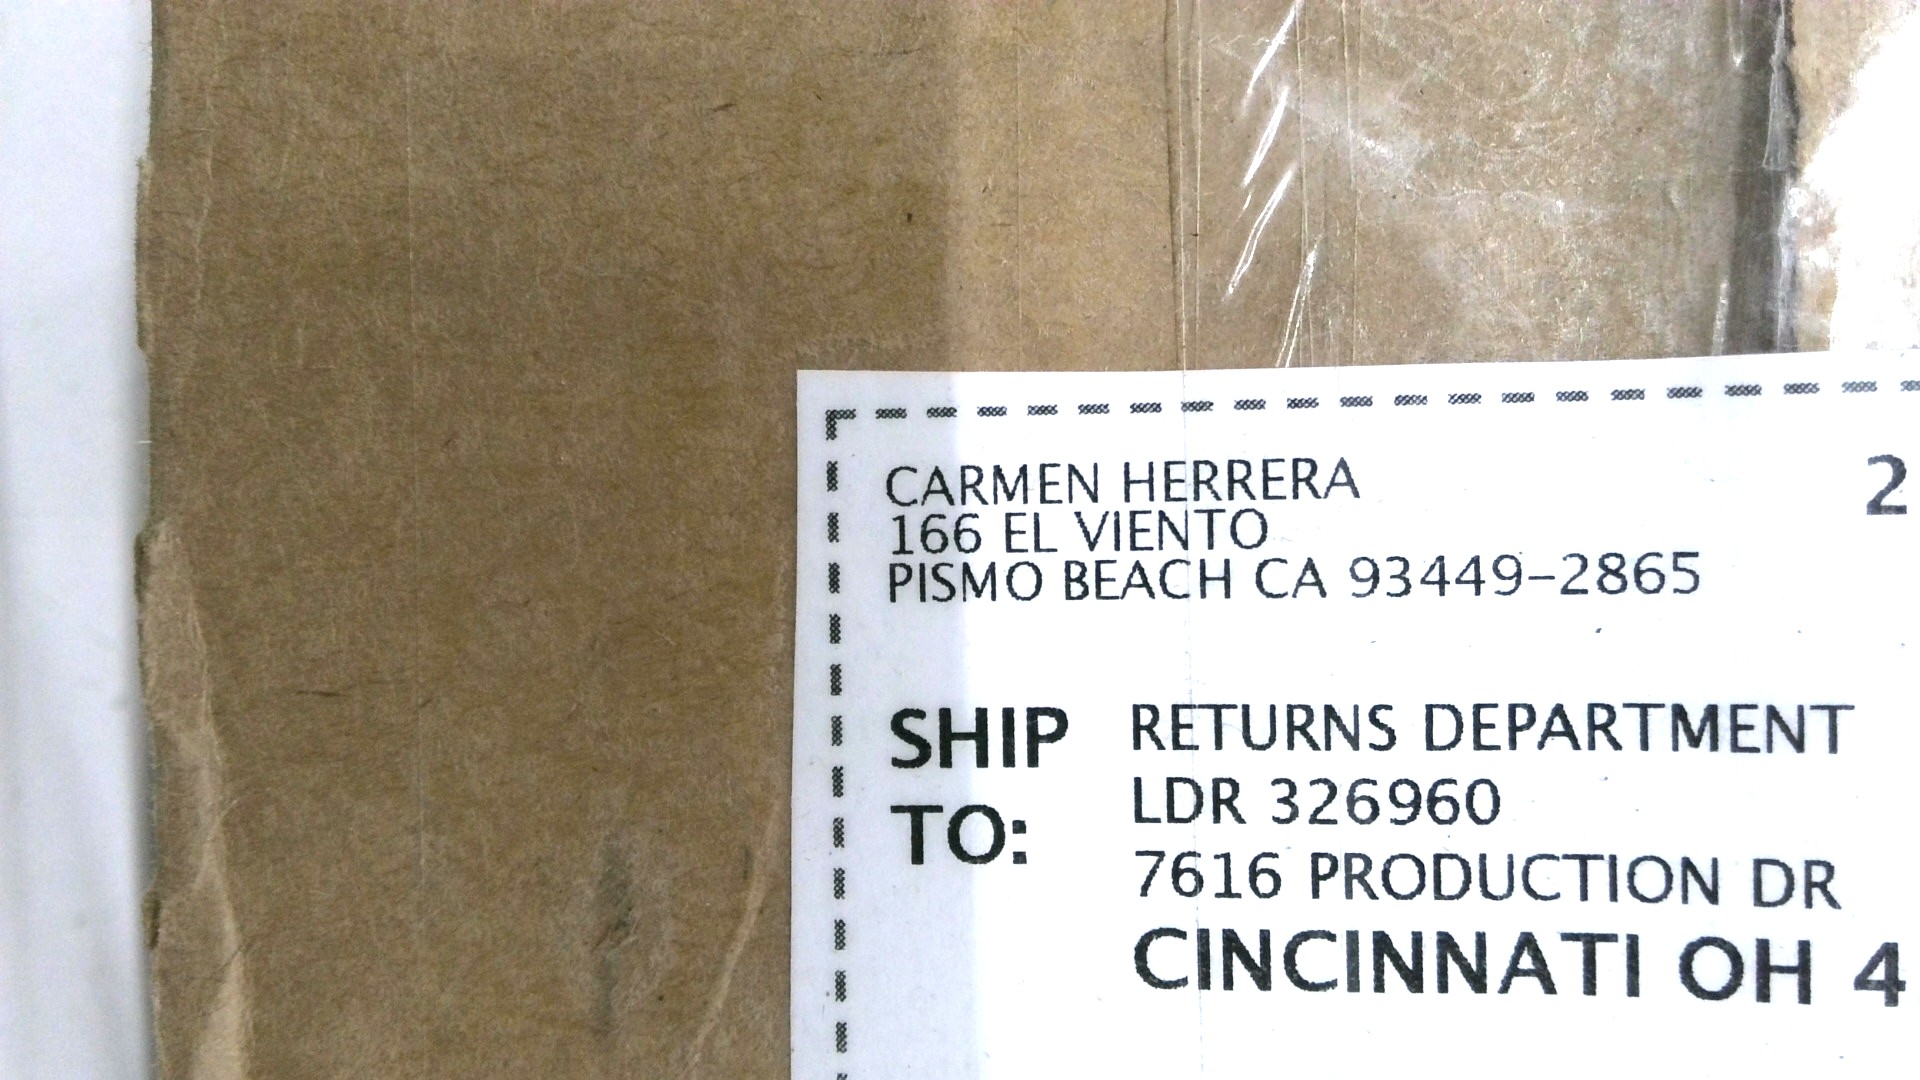 CARMEN HERRERA 2
166 EL VIENTO
PISMO BEACH CA 93449-2865
SHIP TO:
RETURNS DEPARTMENT
LDR 326960
7616 PRODUCTION DR
CINCINNATI OH 4